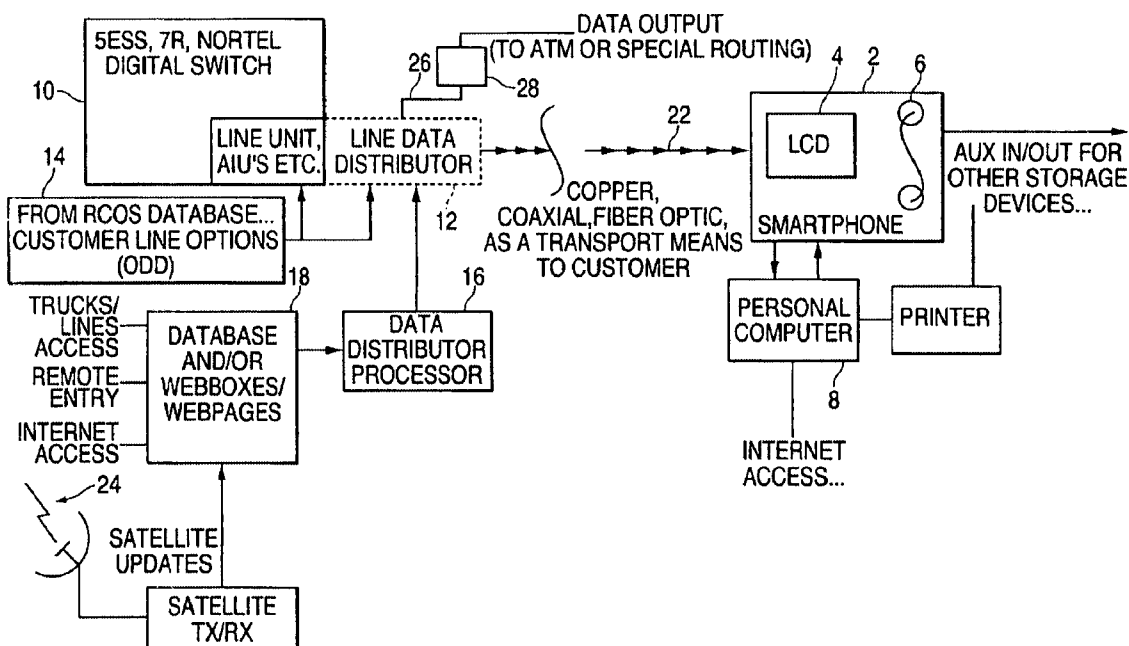 5ESS, 7R, NORTEL
DIGITAL SWITCH
10
LINE UNIT,
AIU'S ETC.
LINE DATA
DISTRIBUTOR
12
26
28
DATA OUTPUT
(TO ATM OR SPECIAL ROUTING)
22
COPPER,
COAXIAL,FIBER OPTIC,
AS A TRANSPORT MEANS
TO CUSTOMER
4
2
6
LCD
SMARTPHONE
AUX IN/OUT FOR
OTHER STORAGE
DEVICES...
14
FROM RCOS DATABASE...
CUSTOMER LINE OPTIONS
(ODD)
18
TRUCKS/
LINES
ACCESS
REMOTE
ENTRY
INTERNET
ACCESS
DATABASE
AND/OR
WEBBOXES/
WEBPAGES
16
DATA
DISTRIBUTOR
PROCESSOR
PERSONAL
COMPUTER
8
PRINTER
INTERNET
ACCESS...
24
SATELLITE
UPDATES
SATELLITE
TX/RX